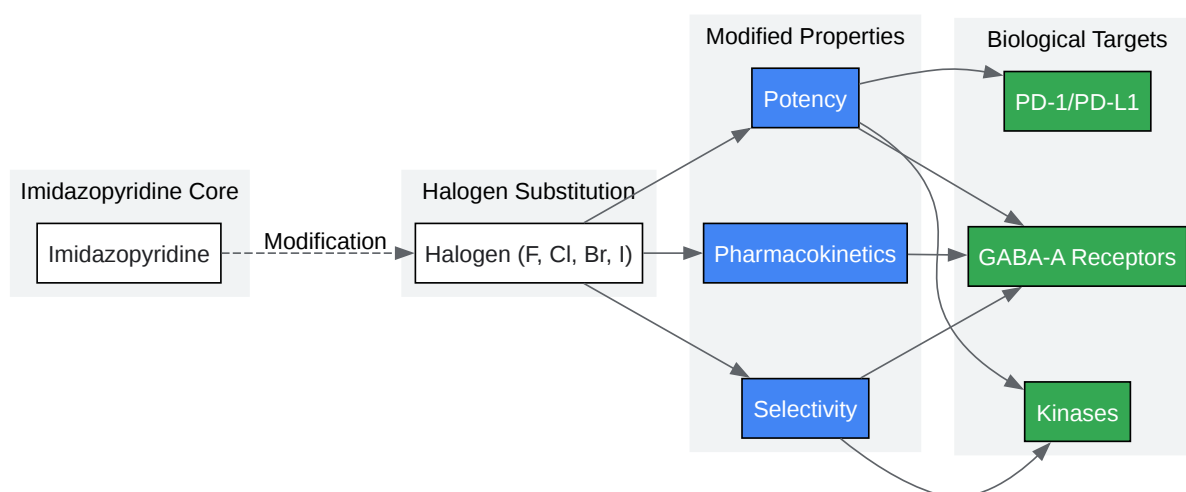 Imidazopyridine Core
Imidazopyridine
Modification
Halogen Substitution
Halogen (F, Cl, Br, I)
Modified Properties
Potency
Pharmacokinetics
Selectivity
Biological Targets
PD-1/PD-L1
GABA-A Receptors
Kinases